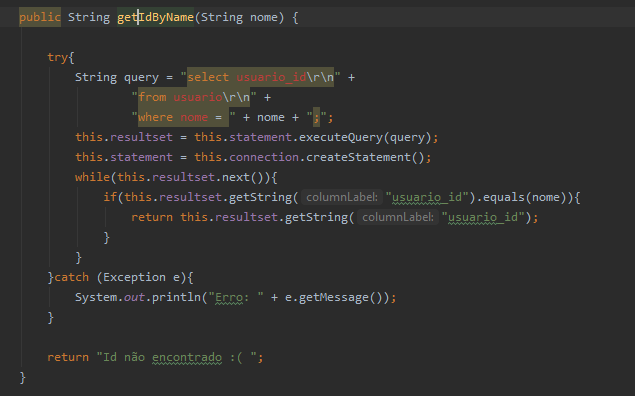 public String getIdByName(String nome) {
try{
String query = "select usuario_id\r\n" +
"from usuario\r\n" +
"where nome = " + nome + ";";
this.resultset = this.statement.executeQuery(query);
this.statement = this.connection.createStatement();
while(this.resultset.next()){
if(this.resultset.getString( columnLabel: "usuario_id").equals(nome)){
return this.resultset.getString( columnLabel: "usuario_id");
}
}
}catch (Exception e){
System.out.println("Erro: " + e.getMessage());
}
return "Id não encontrado :( ";
}